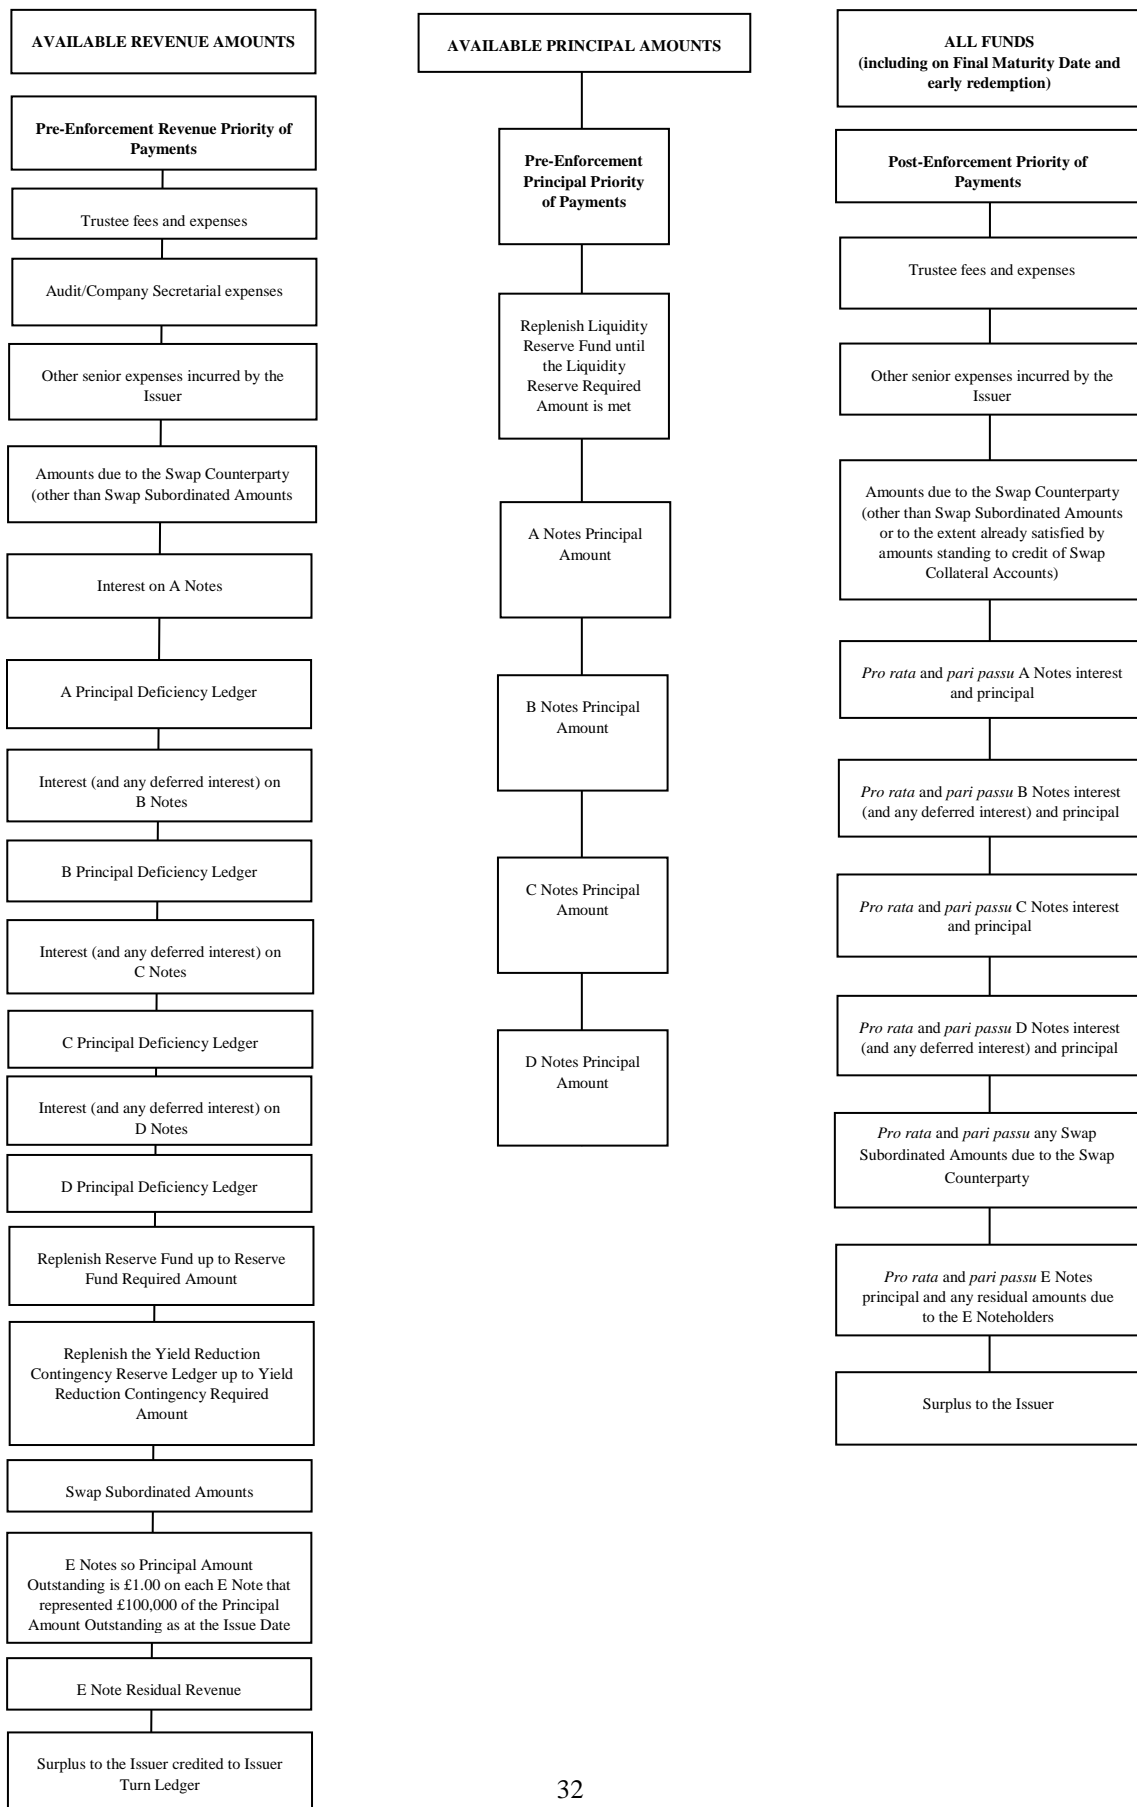 AVAILABLE REVENUE AMOUNTS
Pre-Enforcement Revenue Priority of
Payments
Trustee fees and expenses
Audit/Company Secretarial expenses
Other senior expenses incurred by the
Issuer
Amounts due to the Swap Counterparty
(other than Swap Subordinated Amounts
Interest on A Notes
A Principal Deficiency Ledger
Interest (and any deferred interest) on
B Notes
B Principal Deficiency Ledger
Interest (and any deferred interest) on
C Notes
C Principal Deficiency Ledger
Interest (and any deferred interest) on
D Notes
D Principal Deficiency Ledger
Replenish Reserve Fund up to Reserve
Fund Required Amount
Replenish the Yield Reduction
Contingency Reserve Ledger up to Yield
Reduction Contingency Required
Amount
Swap Subordinated Amounts
E Notes so Principal Amount
Outstanding is £1.00 on each E Note that
represented £100,000 of the Principal
Amount Outstanding as at the Issue Date
E Note Residual Revenue
Surplus to the Issuer credited to Issuer
Turn Ledger
AVAILABLE PRINCIPAL AMOUNTS
Pre-Enforcement
Principal Priority
of Payments
Replenish Liquidity
Reserve Fund until
the Liquidity
Reserve Required
Amount is met
A Notes Principal
Amount
B Notes Principal
Amount
C Notes Principal
Amount
D Notes Principal
Amount
ALL FUNDS
(including on Final Maturity Date and
early redemption)
Post-Enforcement Priority of
Payments
Trustee fees and expenses
Other senior expenses incurred by the
Issuer
Amounts due to the Swap Counterparty
(other than Swap Subordinated Amounts
or to the extent already satisfied by
amounts standing to credit of Swap
Collateral Accounts)
Pro rata and pari passu A Notes interest
and principal
Pro rata and pari passu B Notes interest
(and any deferred interest) and principal
Pro rata and pari passu C Notes interest
and principal
Pro rata and pari passu D Notes interest
(and any deferred interest) and principal
Pro rata and pari passu any Swap
Subordinated Amounts due to the Swap
Counterparty
Pro rata and pari passu E Notes
principal and any residual amounts due
to the E Noteholders
Surplus to the Issuer
32